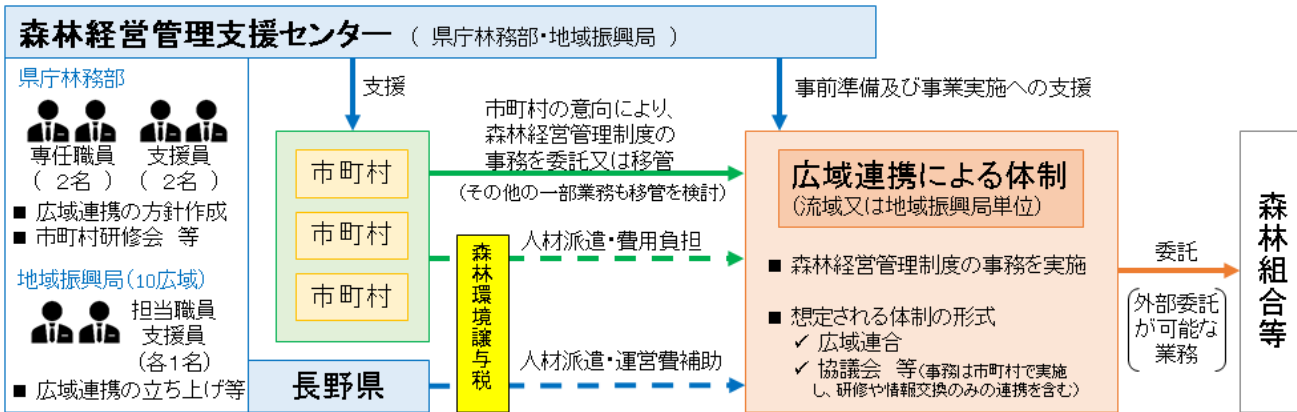 森林経営管理支援センター （ 県庁林務部・地域振興局 ）
県庁林務部
専任職員
（ 2名 ）
支援員
（ 2名 ）
■ 広域連携の方針作成
■ 市町村研修会 等
地域振興局(10広域)
担当職員
支援員
(各1名)
■ 広域連携の立ち上げ等
支援
市町村
市町村
市町村
長野県
市町村の意向により、
森林経営管理制度の
事務を委託又は移管
(その他の一部業務も移管を検討)
森林環境譲与税
人材派遣・費用負担
人材派遣・運営費補助
事前準備及び事業実施への支援
広域連携による体制
(流域又は地域振興局単位)
■ 森林経営管理制度の事務を実施
■ 想定される体制の形式
✓ 広域連合
✓ 協議会 等(事務は市町村で実施
し、研修や情報交換のみの連携を含む)
委託
外部委託
が可能な
業務
森林組合等